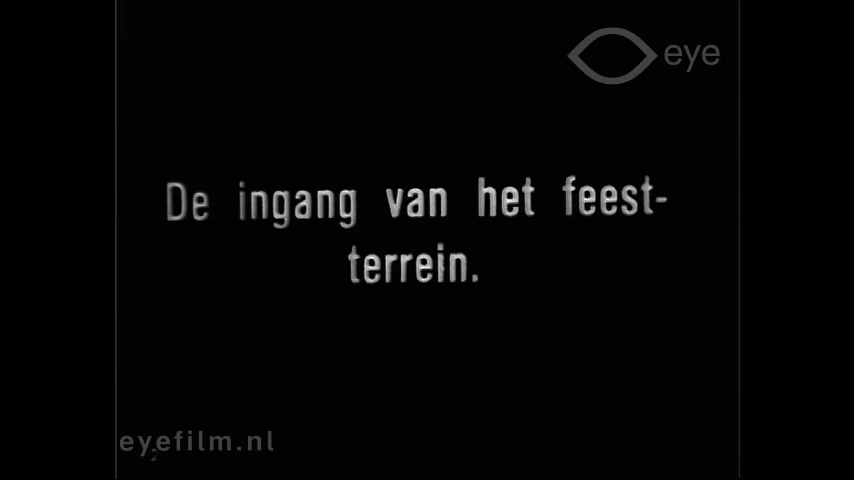 eye
De ingang van het feest-
terrein.
eyefilm.nl